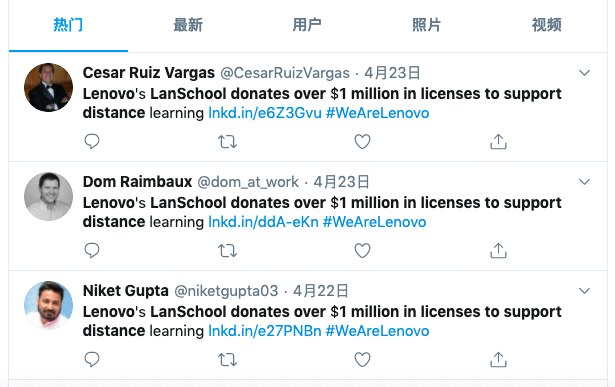 热门 最新 用户 照片 视频
Cesar Ruiz Vargas @CesarRuizVargas · 4月23日
Lenovo's LanSchool donates over $1 million in licenses to support
distance learning lnkd.in/e6Z3Gvu #WeAreLenovo
Dom Raimbaux @dom_at_work · 4月23日
Lenovo's LanSchool donates over $1 million in licenses to support
distance learning lnkd.in/ddA-eKn #WeAreLenovo
Niket Gupta @niketgupta03 · 4月22日
Lenovo's LanSchool donates over $1 million in licenses to support
distance learning lnkd.in/e27PNBn #WeAreLenovo